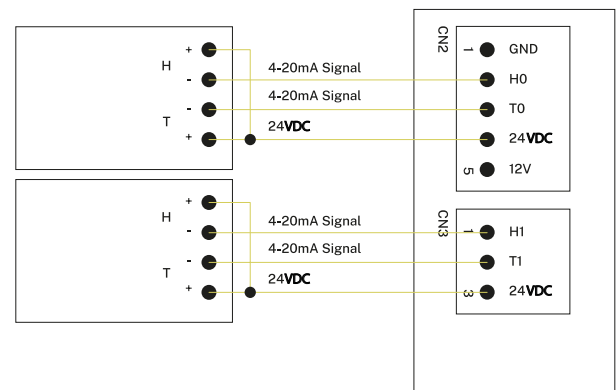 CN2
+ 1 GND
H 4-20mA Signal
- H0
4-20mA Signal
- T0
T 24VDC
+ 24VDC
5 12V
CN3
+
H 4-20mA Signal
- 1 H1
4-20mA Signal
- T1
T 24VDC
+ 3 24VDC